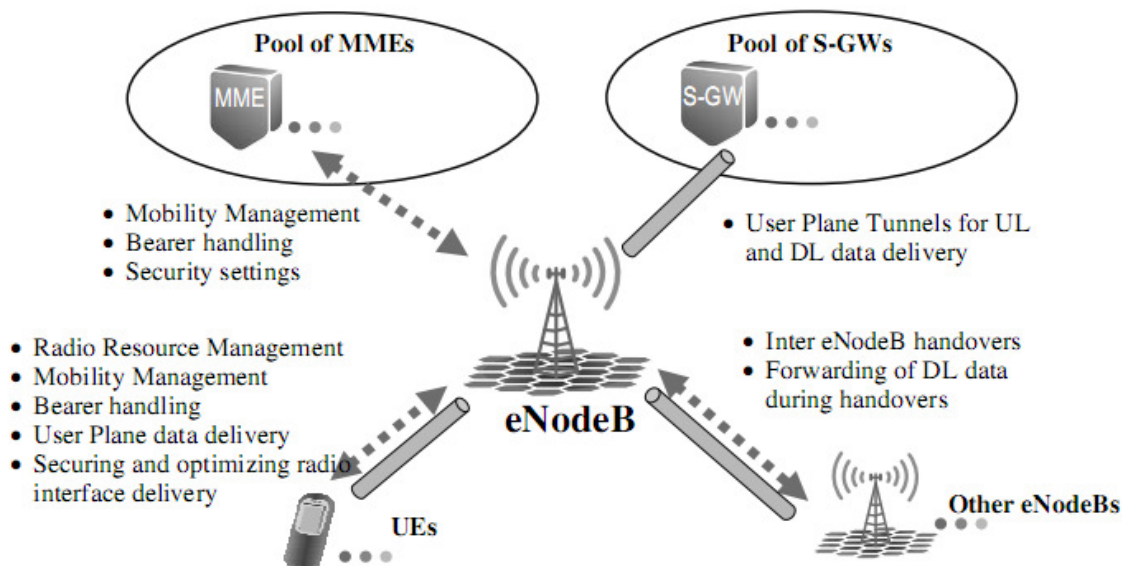 Pool of MMEs
MME
Pool of S-GWs
S-GW
• Mobility Management
• Bearer handling
• Security settings
• User Plane Tunnels for UL
and DL data delivery
• Radio Resource Management
• Mobility Management
• Bearer handling
• User Plane data delivery
• Securing and optimizing radio
interface delivery
• Inter eNodeB handovers
• Forwarding of DL data
during handovers
eNodeB
UEs
Other eNodeBs